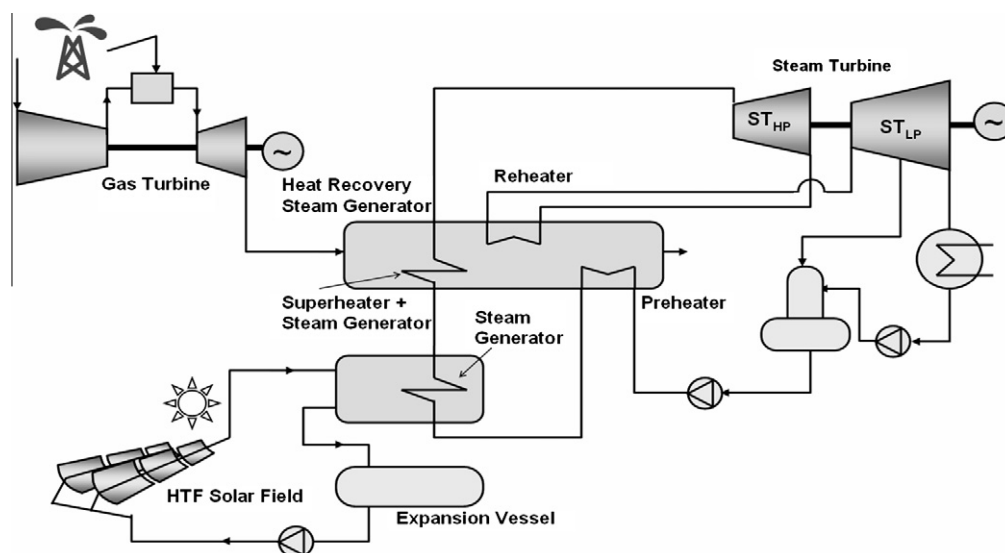 Steam Turbine
ST_HP
ST_LP
~
~
Gas Turbine
Heat Recovery
Steam Generator
Reheater
Superheater +
Steam Generator
Preheater
Steam
Generator
HTF Solar Field
Expansion Vessel